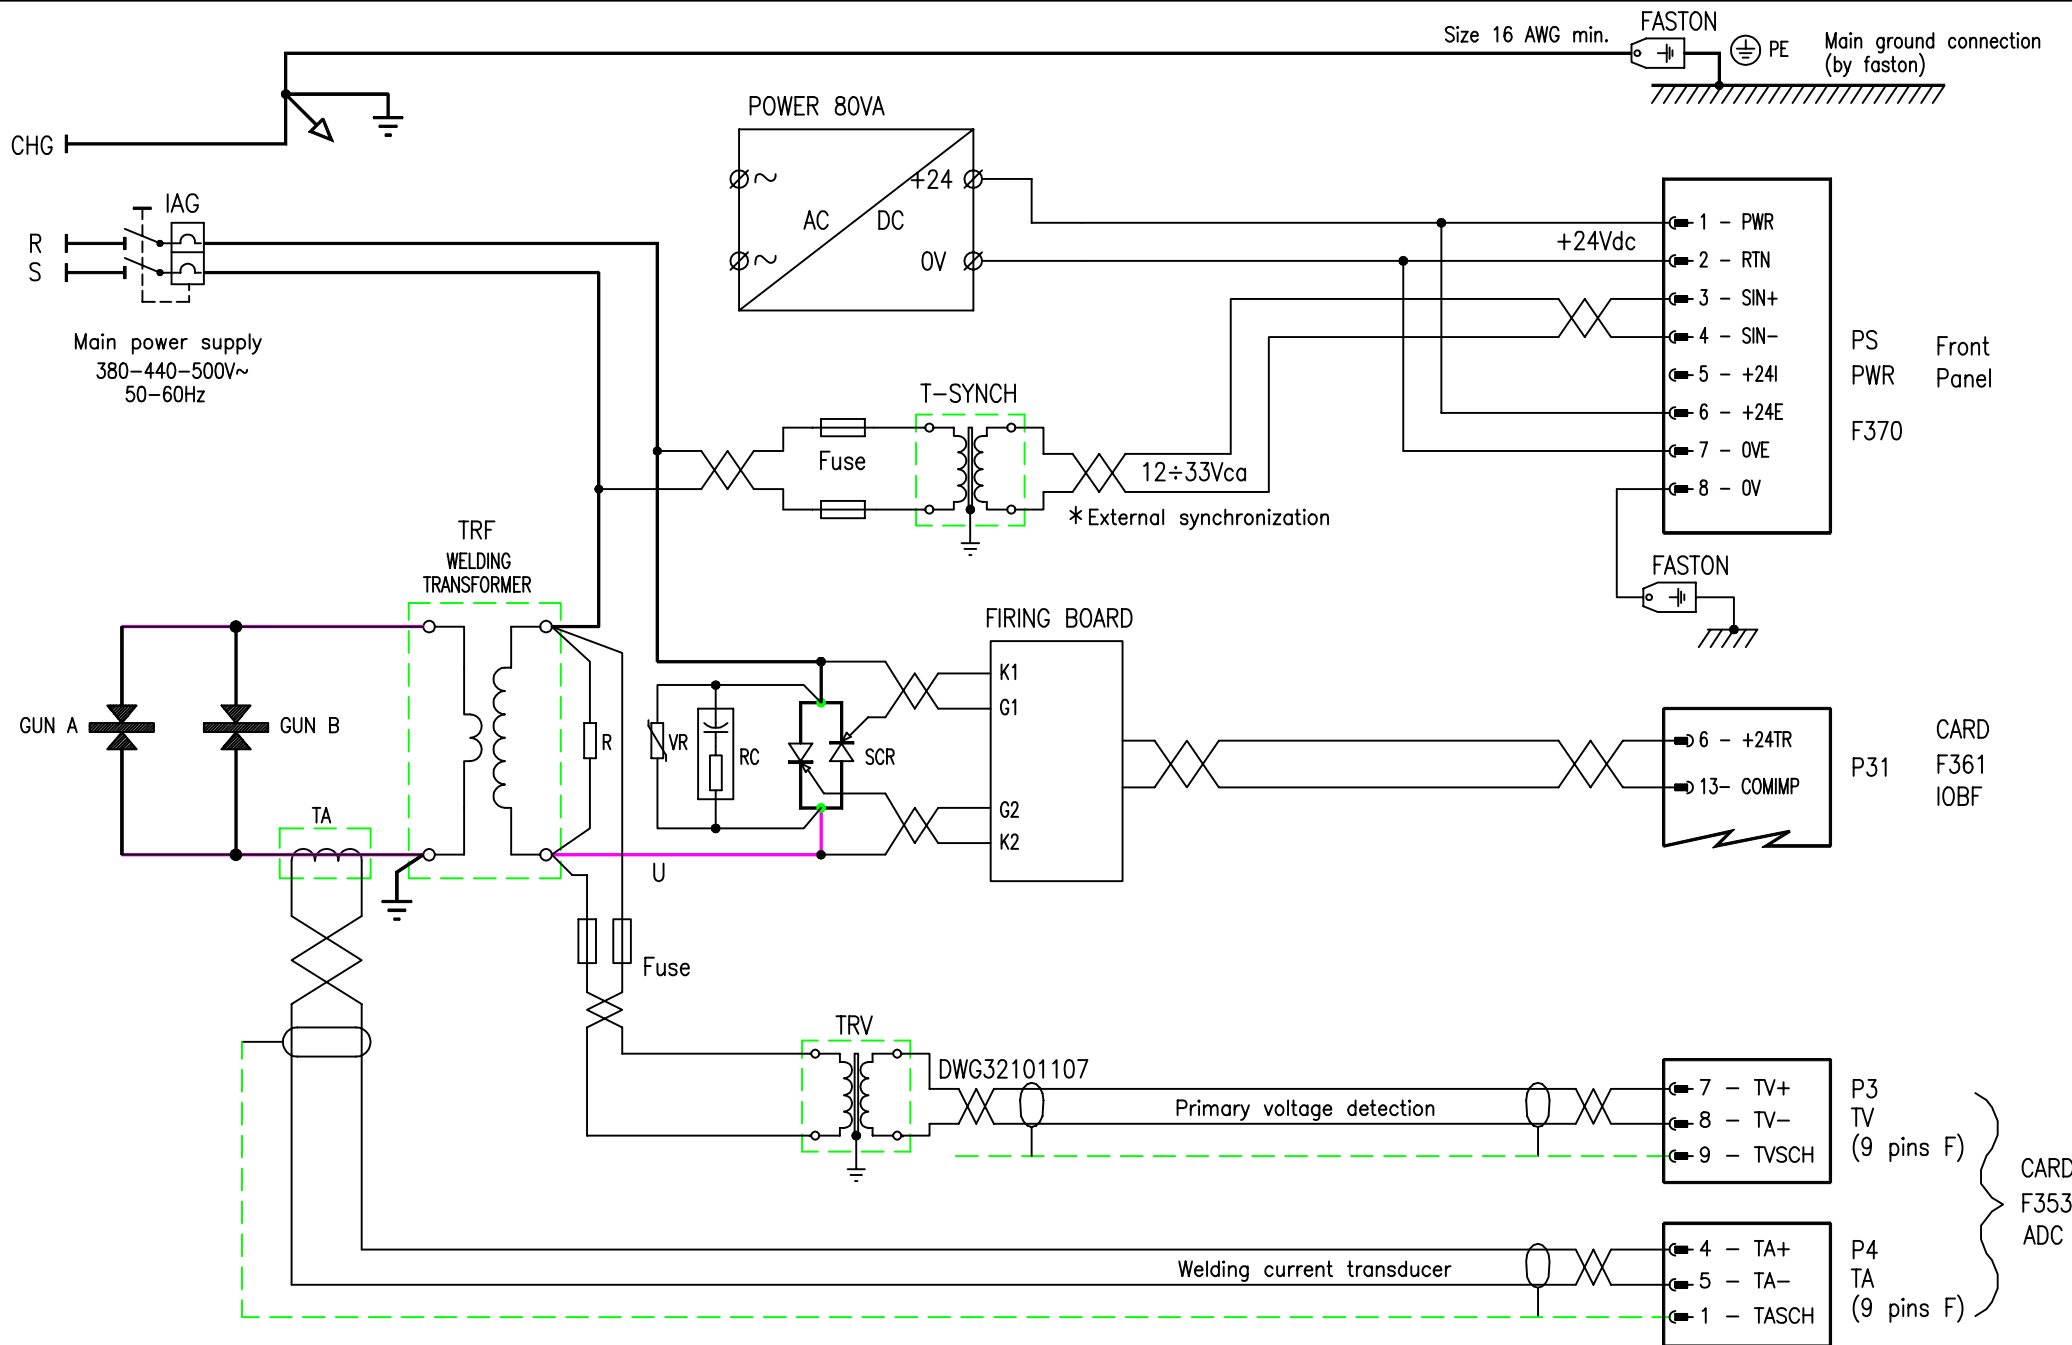 Size 16 AWG min.
FASTON
PE
Main ground connection
(by faston)
CHG
POWER 80VA
+24
AC
DC
0V
IAG
R
S
Main power supply
380-440-500V~
50-60Hz
+24Vdc
1 - PWR
2 - RTN
3 - SIN+
4 - SIN-
5 - +24I
6 - +24E
7 - 0VE
8 - 0V
PS
PWR
F370
Front
Panel
T-SYNCH
Fuse
12÷33Vca
*External synchronization
FASTON
TRF
WELDING
TRANSFORMER
FIRING BOARD
K1
G1
G2
K2
GUN A
GUN B
R
VR
RC
SCR
TA
U
6 - +24TR
13- COMIMP
P31
CARD
F361
IOBF
Fuse
TRV
DWG32101107
Primary voltage detection
7 - TV+
8 - TV-
9 - TVSCH
P3
TV
(9 pins F)
CARD
F353
ADC
Welding current transducer
4 - TA+
5 - TA-
1 - TASCH
P4
TA
(9 pins F)